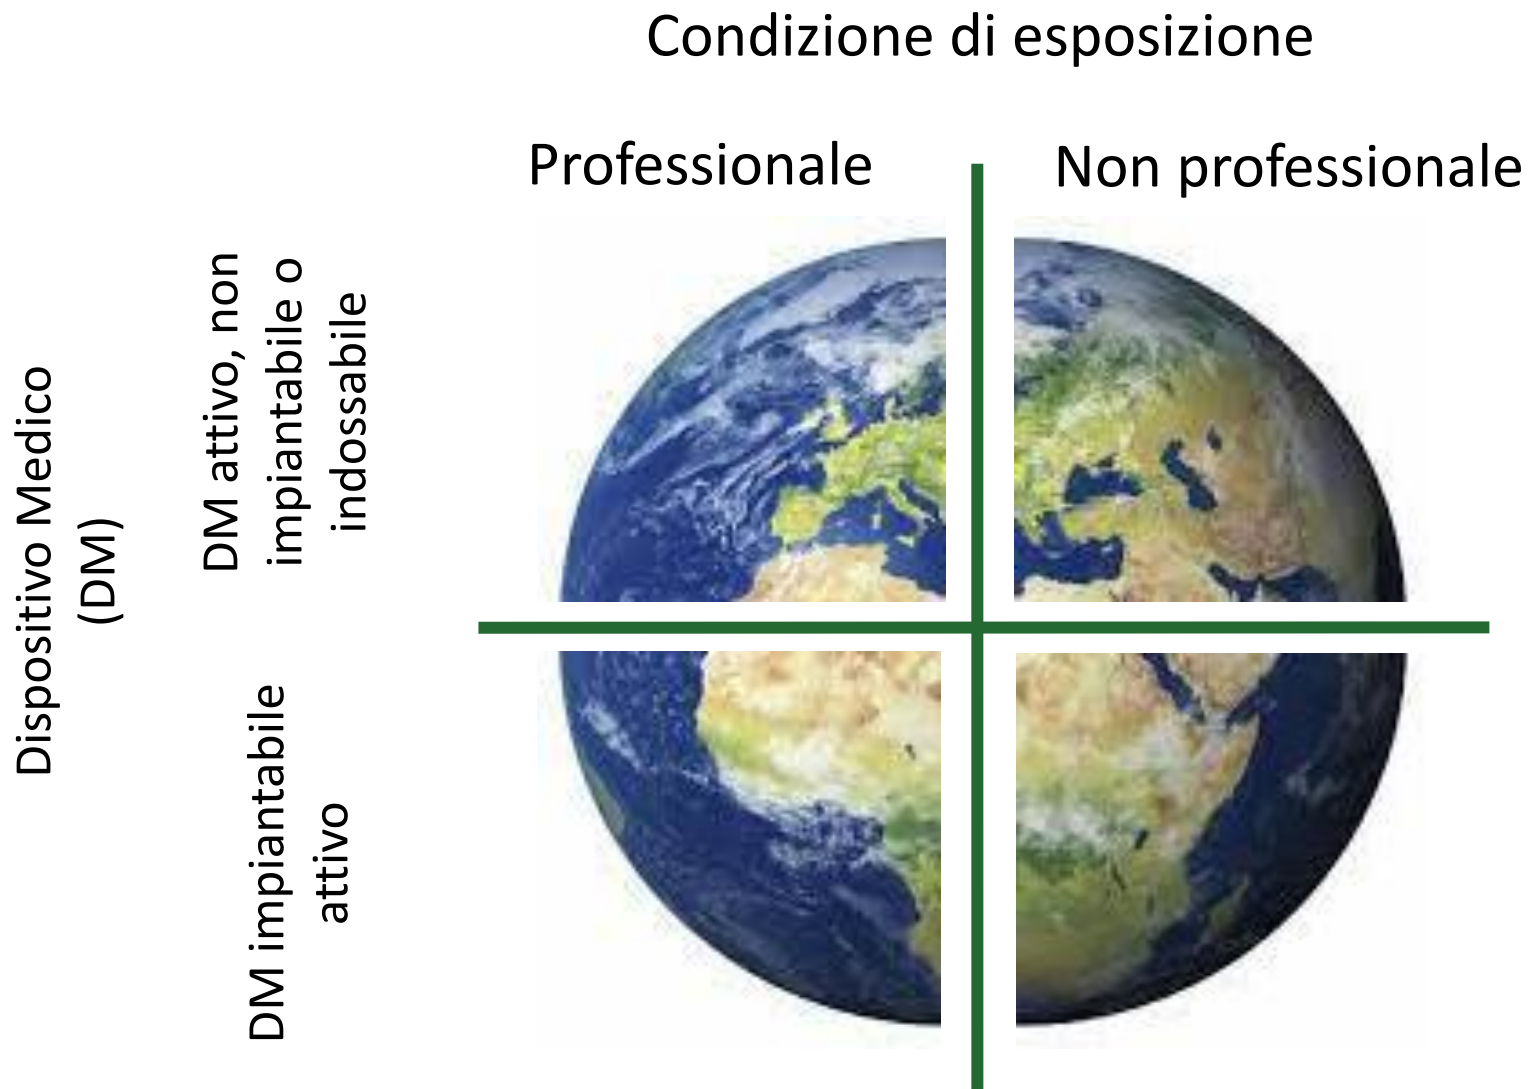 Condizione di esposizione
Professionale
Non professionale
Dispositivo Medico
(DM)
DM attivo, non
impiantabile o
indossabile
DM impiantabile
attivo